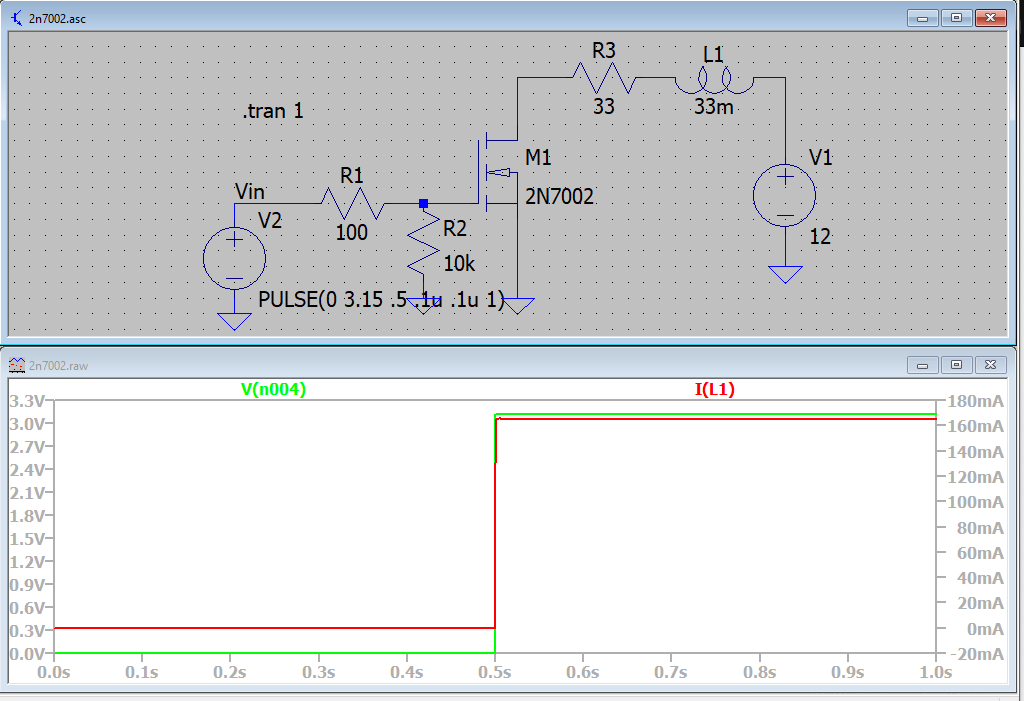 2n7002.asc
R3
L1
33
33m
.tran 1
M1
2N7002
V1
12
R1
100
Vin
V2
R2
10k
PULSE(0 3.15 .5 .1u .1u 1)
2n7002.raw
V(n004)
I(L1)
3.3V
180mA
3.0V
160mA
2.7V
140mA
2.4V
120mA
2.1V
100mA
1.8V
80mA
1.5V
60mA
1.2V
40mA
0.9V
20mA
0.6V
0mA
0.3V
-20mA
0.0V
0.0s 0.1s 0.2s 0.3s 0.4s 0.5s 0.6s 0.7s 0.8s 0.9s 1.0s